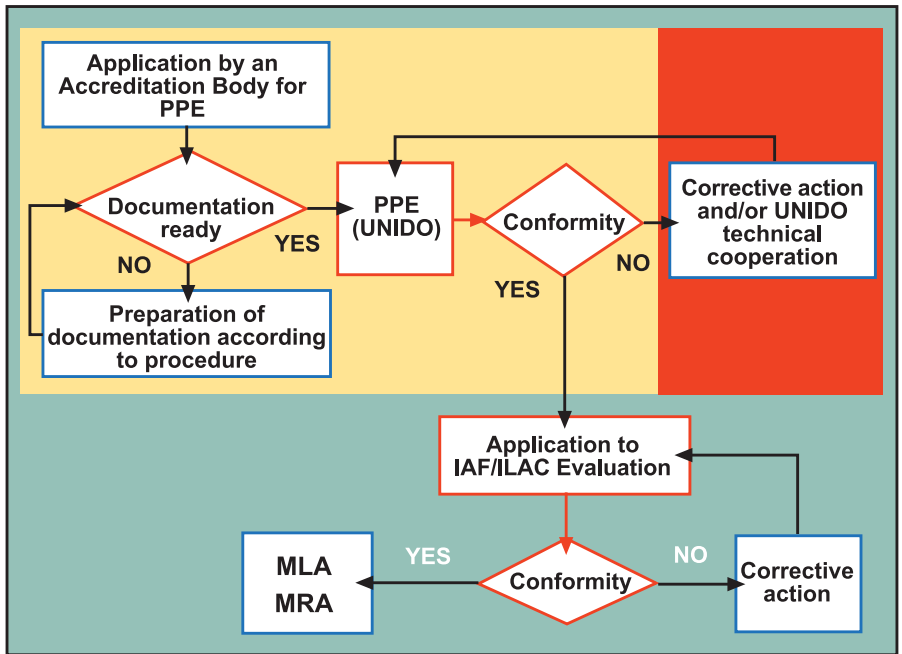 Application by an
Accreditation Body for
PPE
Documentation
ready
YES
NO
Preparation of
documentation according
to procedure
PPE
(UNIDO)
Conformity
NO
YES
Corrective action
and/or UNIDO
technical
cooperation
Application to
IAF/ILAC Evaluation
Conformity
YES
NO
MLA
MRA
Corrective
action